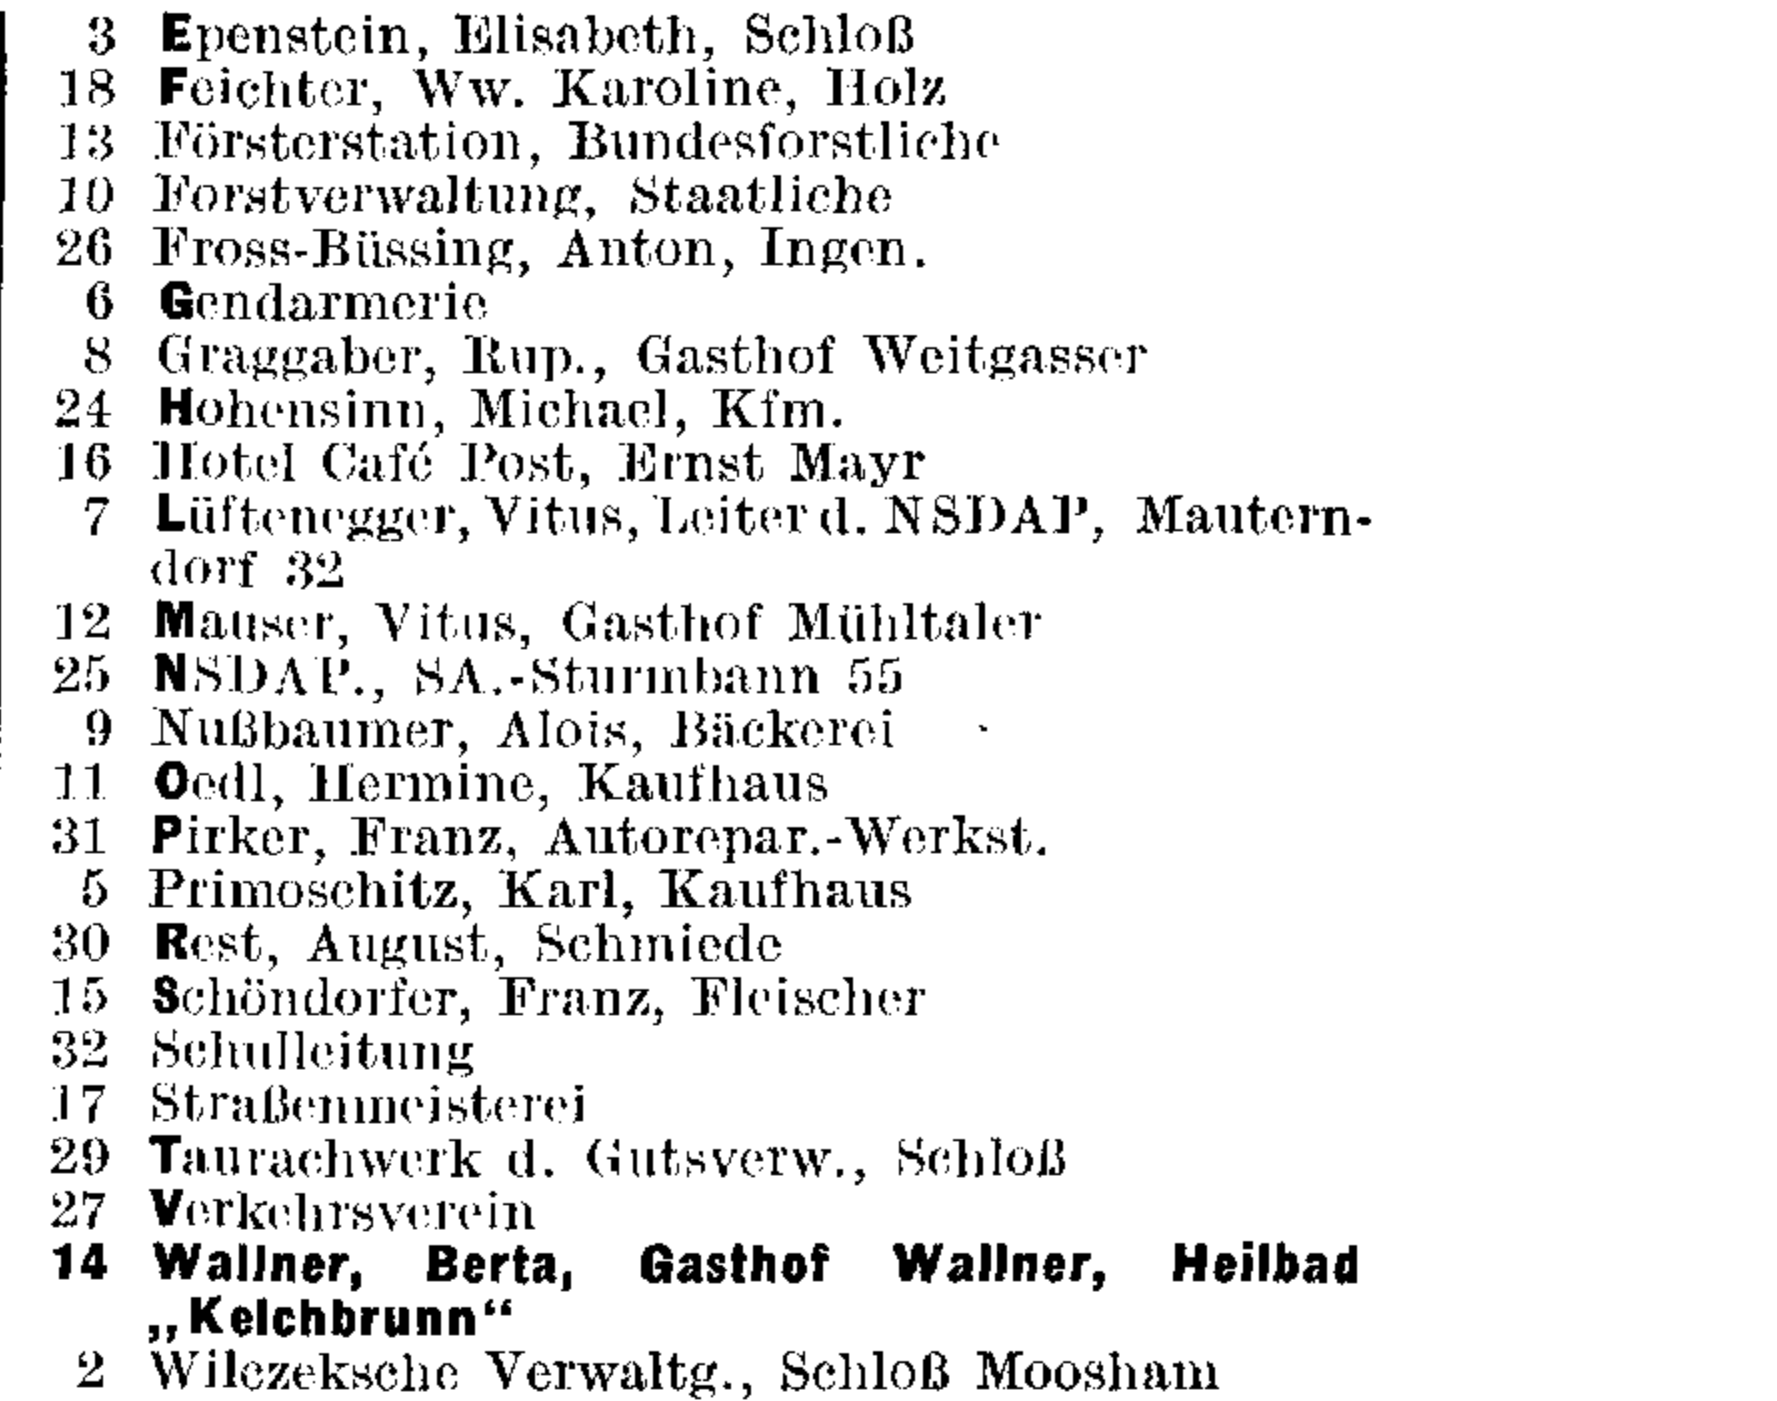 3 Epenstein, Elisabeth, Schloß
18 Feichter, Ww. Karoline, Holz
13 Försterstation, Bundesforstliche
10 Forstverwaltung, Staatliche
26 Fross-Büssing, Anton, Ingen.
6 Gendarmerie
8 Graggaber, Rup., Gasthof Weitgasser
24 Hohensinn, Michael, Kfm.
16 Hotel Café Post, Ernst Mayr
7 Lüftenegger, Vitus, Leiter d. NSDAP, Mautern-
dorf 32
12 Mauser, Vitus, Gasthof Mühltaler
25 NSDAP., SA.-Sturmbann 55
9 Nußbaumer, Alois, Bäckerei
11 Oedl, Hermine, Kaufhaus
31 Pirker, Franz, Autorepar.-Werkst.
5 Primoschitz, Karl, Kaufhaus
30 Rest, August, Schmiede
15 Schöndorfer, Franz, Fleischer
32 Schulleitung
17 Straßenmeisterei
29 Taurachwerk d. Gutsverw., Schloß
27 Verkehrsverein
14 Wallner, Berta, Gasthof Wallner, Heilbad
„Kelchbrunn“
2 Wilczeksche Verwaltg., Schloß Moosham